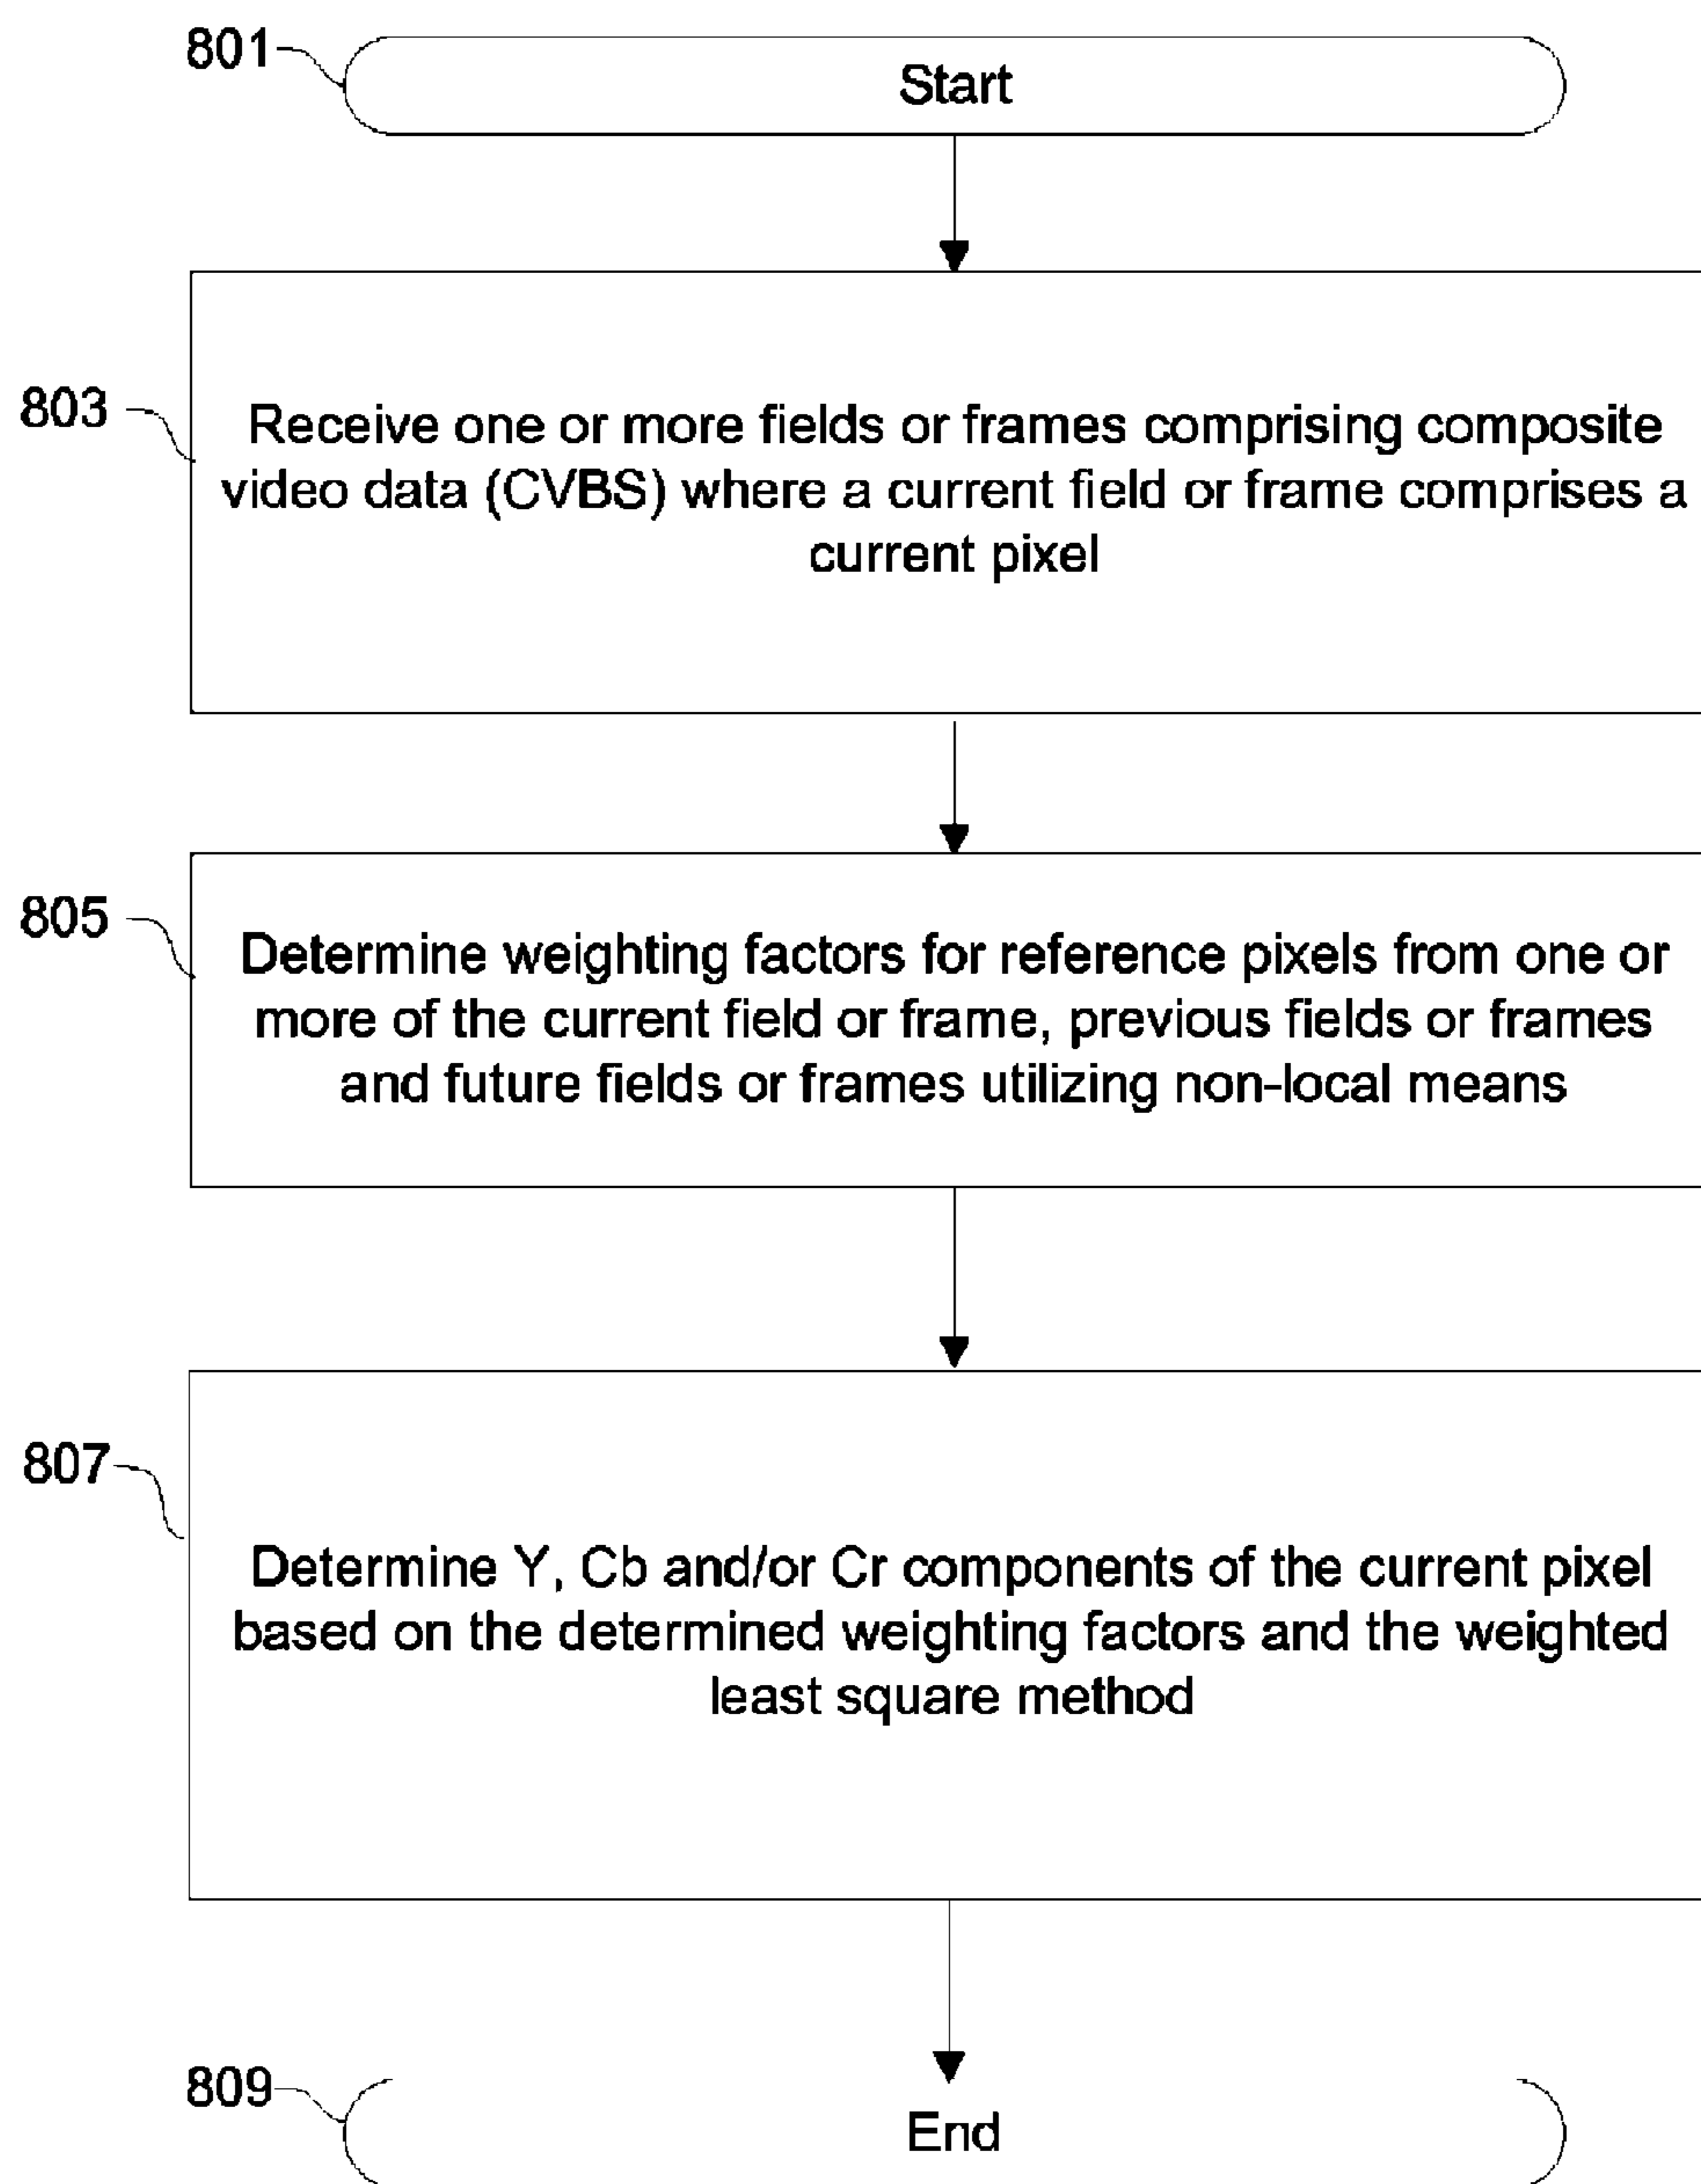 801
Start
803
Receive one or more fields or frames comprising composite
video data (CVBS) where a current field or frame comprises a
current pixel
805
Determine weighting factors for reference pixels from one or
more of the current field or frame, previous fields or frames
and future fields or frames utilizing non-local means
807
Determine Y, Cb and/or Cr components of the current pixel
based on the determined weighting factors and the weighted
least square method
809
End